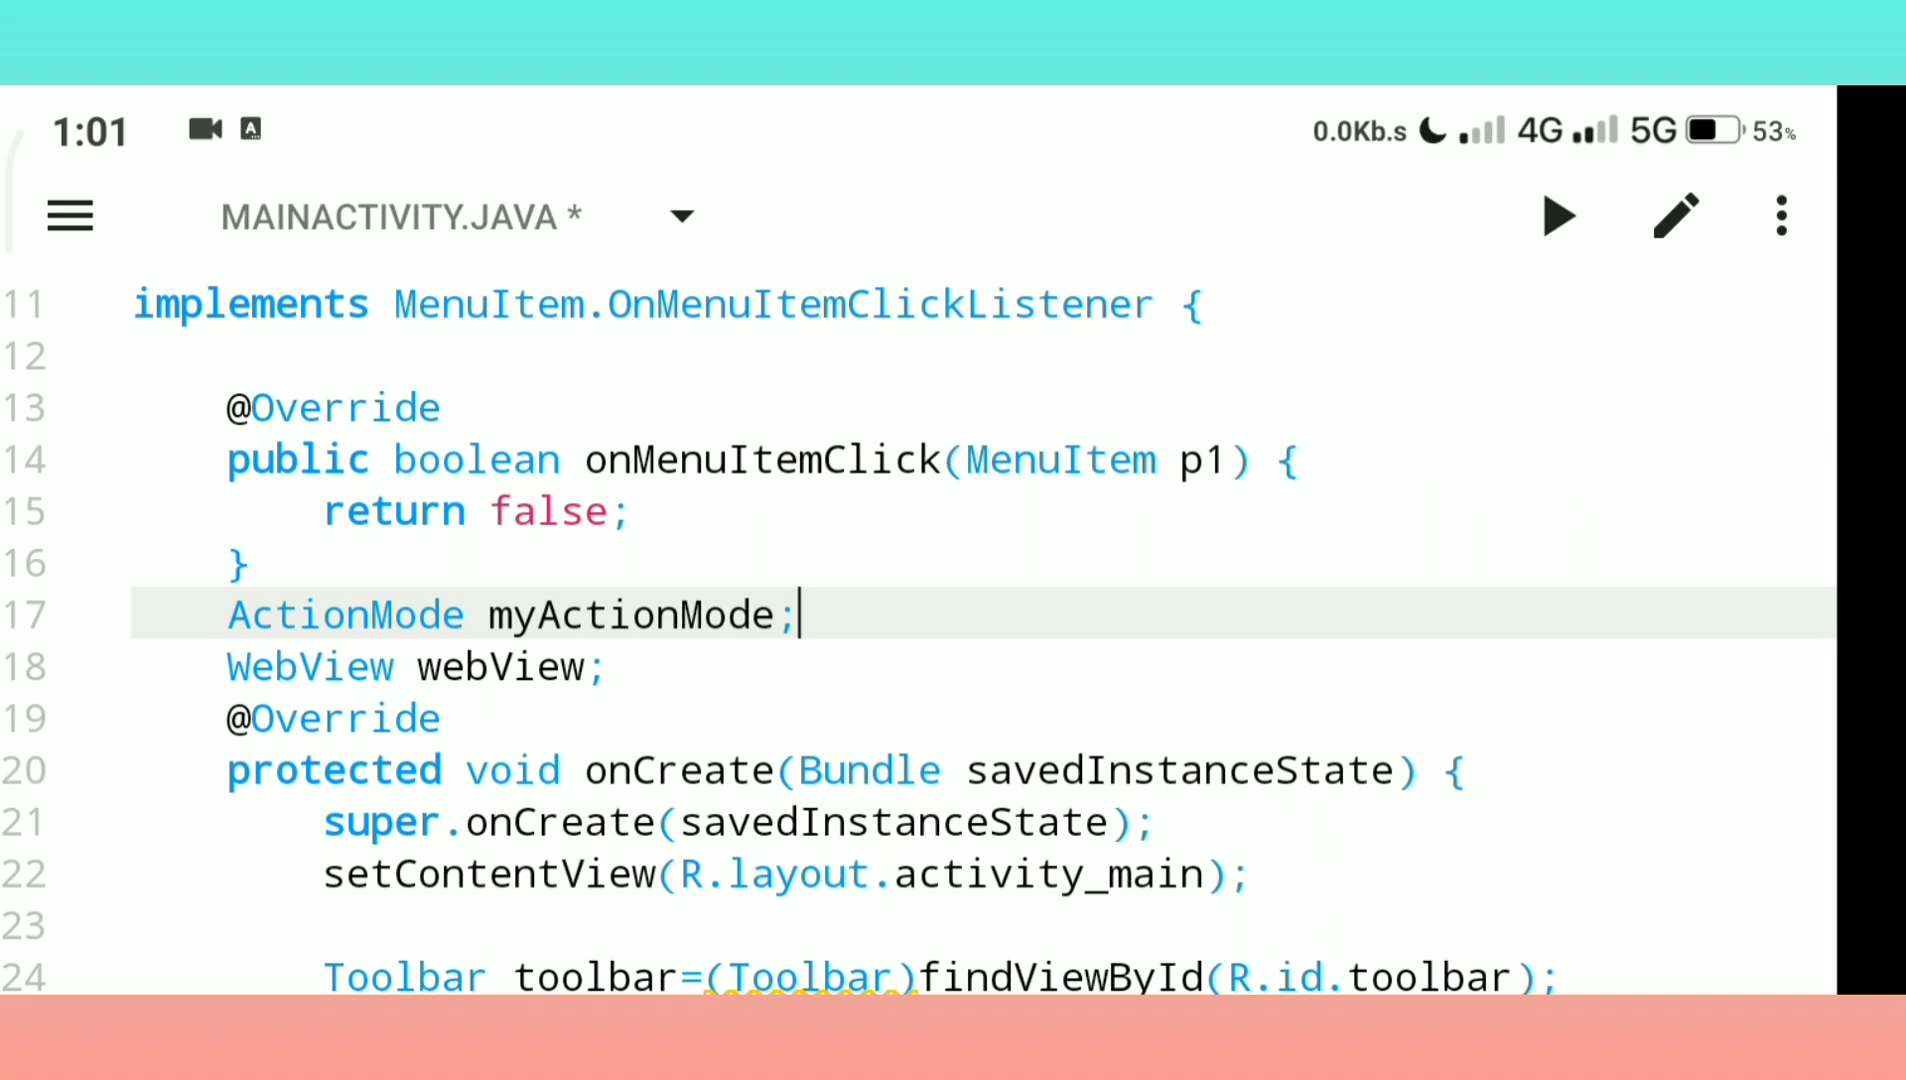 1:01 A 0.0Kb.s 4G 5G 53%
MAINACTIVITY.JAVA *
11 implements MenuItem.OnMenuItemClickListener {
12
13 @Override
14 public boolean onMenuItemClick(MenuItem p1) {
15 return false;
16 }
17 ActionMode myActionMode;
18 WebView webView;
19 @Override
20 protected void onCreate(Bundle savedInstanceState) {
21 super.onCreate(savedInstanceState);
22 setContentView(R.layout.activity_main);
23
24 Toolbar toolbar=(Toolbar)findViewById(R.id.toolbar);